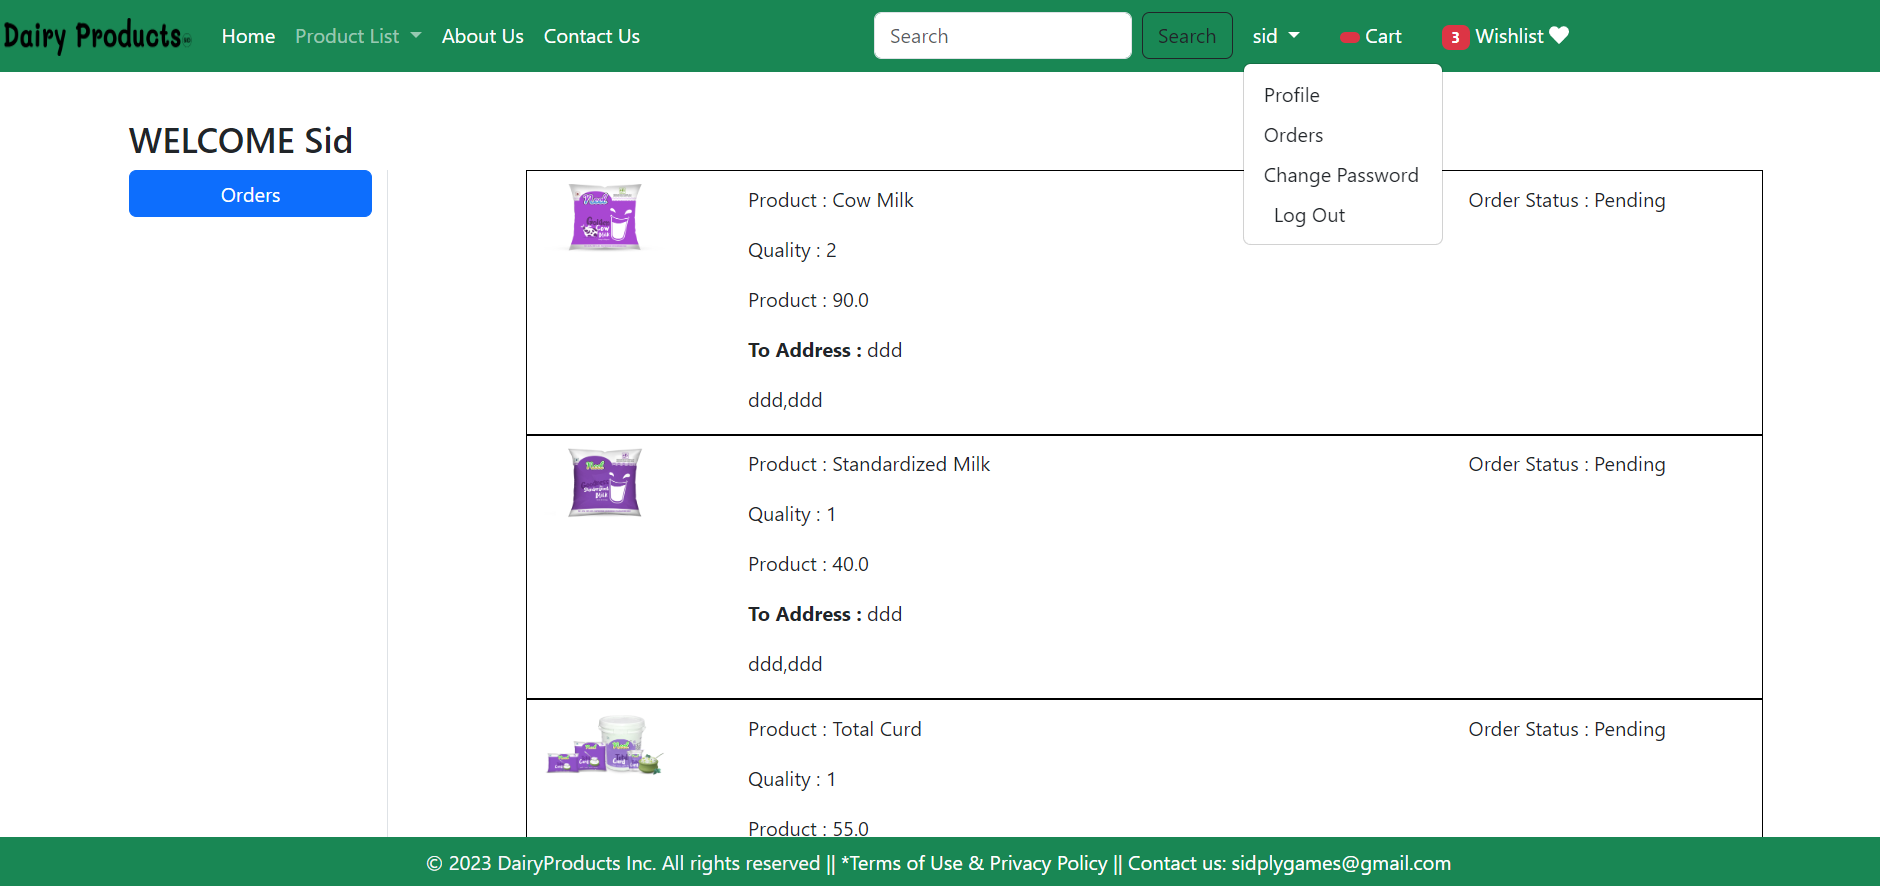 Dairy Products
Home Product List About Us Contact Us Search Search sid Cart 3 Wishlist
Profile
Orders
Change Password
Log Out
WELCOME Sid
Orders
Product : Cow Milk
Order Status : Pending
Quality : 2
Product : 90.0
To Address : ddd
ddd,ddd
Product : Standardized Milk
Order Status : Pending
Quality : 1
Product : 40.0
To Address : ddd
ddd,ddd
Product : Total Curd
Order Status : Pending
Quality : 1
Product : 55.0
© 2023 DairyProducts Inc. All rights reserved || *Terms of Use & Privacy Policy || Contact us: sidplygames@gmail.com